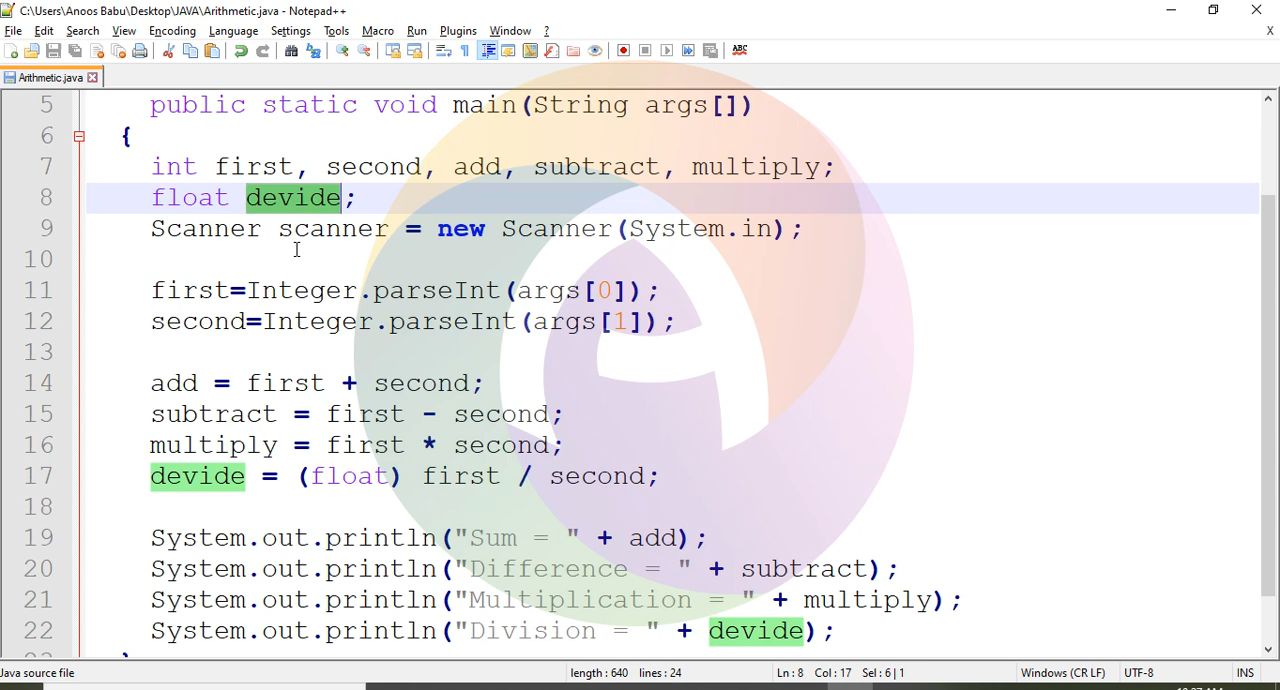 C:\Users\Anoos Babu\Desktop\JAVA\Arithmetic.java - Notepad++
File Edit Search View Encoding Language Settings Tools Macro Run Plugins Window ? X
ABC
Arithmetic.java
5 public static void main(String args[])
6 {
7 int first, second, add, subtract, multiply;
8 float devide;
9 Scanner scanner = new Scanner(System.in);
10
11 first=Integer.parseInt(args[0]);
12 second=Integer.parseInt(args[1]);
13
14 add = first + second;
15 subtract = first - second;
16 multiply = first * second;
17 devide = (float) first / second;
18
19 System.out.println("Sum = " + add);
20 System.out.println("Difference = " + subtract);
21 System.out.println("Multiplication = " + multiply);
22 System.out.println("Division = " + devide);
Java source file length : 640 lines : 24 Ln : 8 Col : 17 Sel : 6 | 1 Windows (CR LF) UTF-8 INS